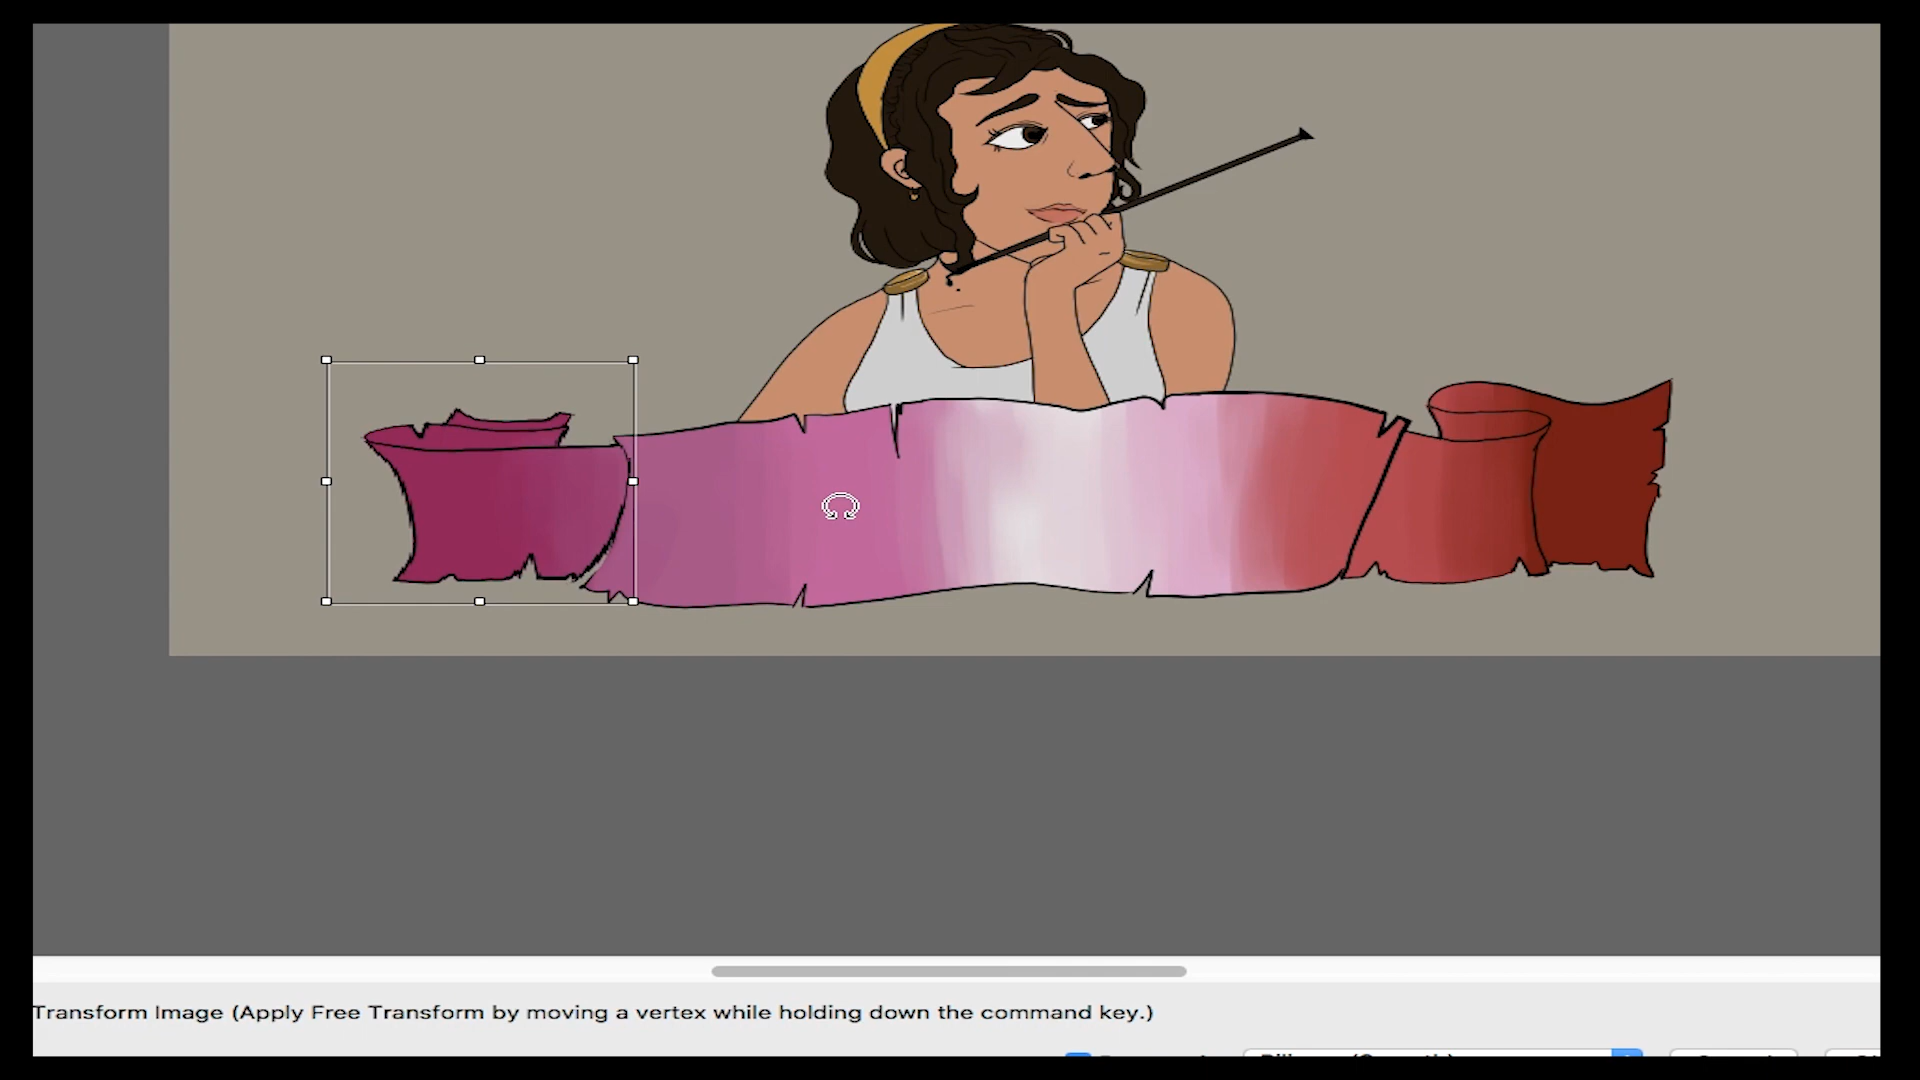 Transform Image (Apply Free Transform by moving a vertex while holding down the command key.)